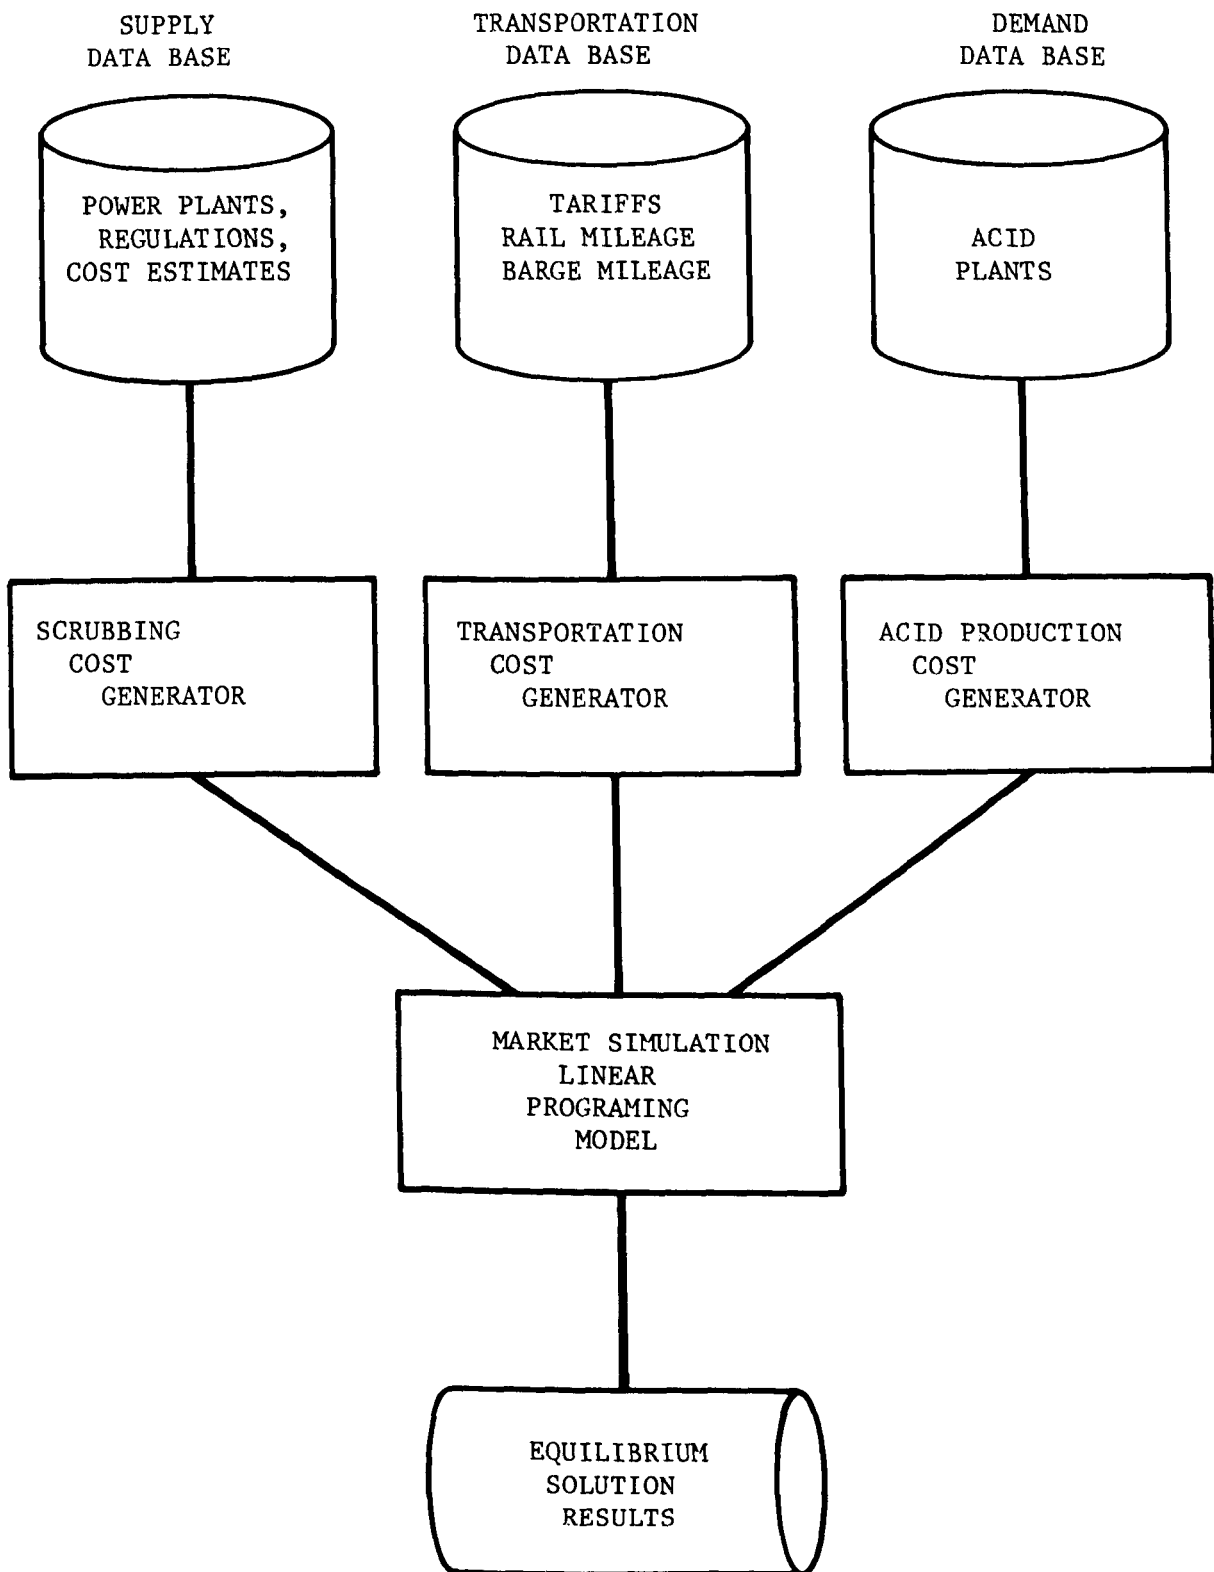 SUPPLY
DATA BASE
TRANSPORTATION
DATA BASE
DEMAND
DATA BASE
POWER PLANTS,
REGULATIONS,
COST ESTIMATES
TARIFFS
RAIL MILEAGE
BARGE MILEAGE
ACID
PLANTS
SCRUBBING
COST
GENERATOR
TRANSPORTATION
COST
GENERATOR
ACID PRODUCTION
COST
GENERATOR
MARKET SIMULATION
LINEAR
PROGRAMING
MODEL
EQUILIBRIUM
SOLUTION
RESULTS